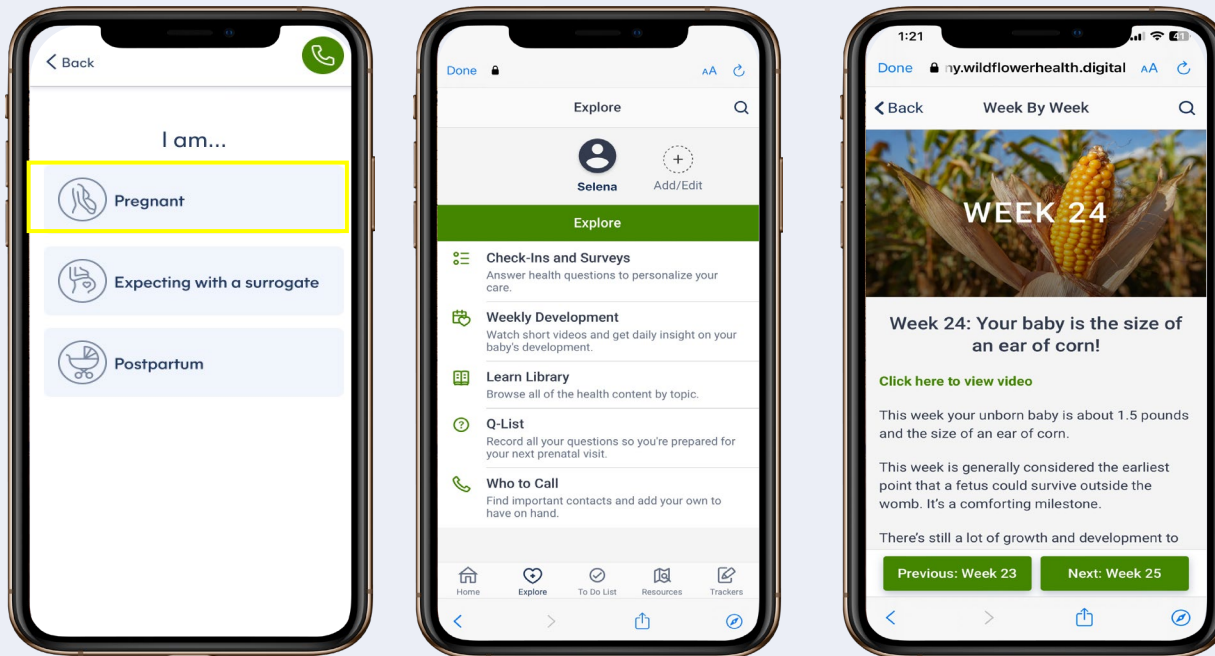 Back
I am...
Pregnant
Expecting with a surrogate
Postpartum
Done
AA
Explore
Selena
Add/Edit
Explore
Check-Ins and Surveys
Answer health questions to personalize your
care.
Weekly Development
Watch short videos and get daily insight on your
baby's development.
Learn Library
Browse all of the health content by topic.
Q-List
Record all your questions so you're prepared for
your next prenatal visit.
Who to Call
Find important contacts and add your own to
have on hand.
Home Explore To Do List Resources Trackers
1:21 41
Done ny.wildflowerhealth.digital AA
Back Week By Week
WEEK 24
Week 24: Your baby is the size of
an ear of corn!
Click here to view video
This week your unborn baby is about 1.5 pounds
and the size of an ear of corn.
This week is generally considered the earliest
point that a fetus could survive outside the
womb. It's a comforting milestone.
There's still a lot of growth and development to
Previous: Week 23 Next: Week 25